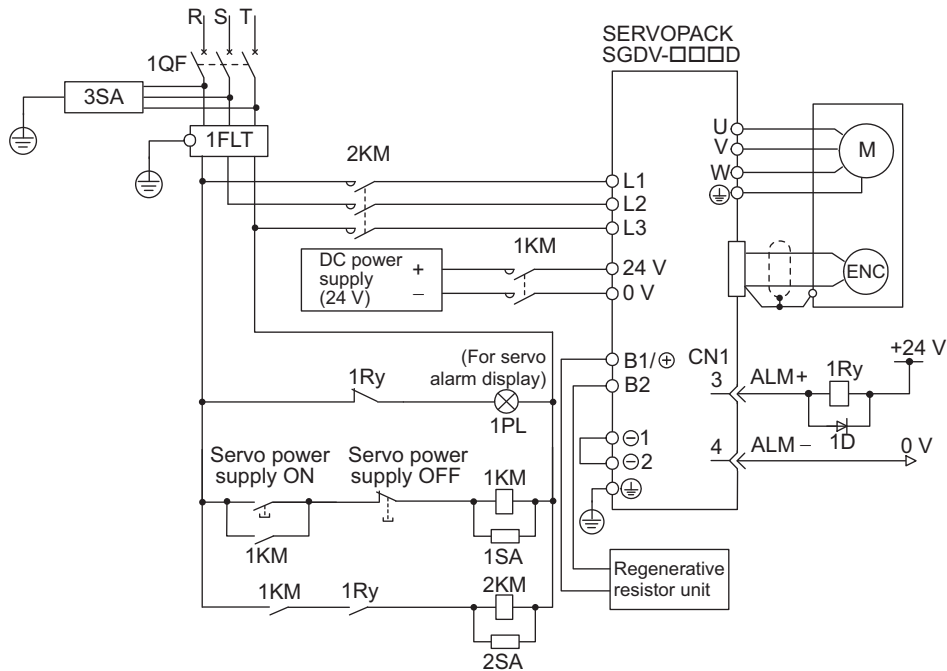 R S T
SERVOPACK
SGDV-□□□D
1QF
3SA
1FLT
2KM
U
V
W
M
L1
L2
L3
1KM
DC power
supply
(24 V)
+
–
24 V
0 V
ENC
(For servo
alarm display)
1Ry
1PL
B1/⊕
B2
CN1
+24 V
3 ALM+
1Ry
1D
4 ALM –
0 V
⊖1
⊖2
Servo power
supply ON
Servo power
supply OFF
1KM
1KM
1SA
Regenerative
resistor unit
1KM
1Ry
2KM
2SA